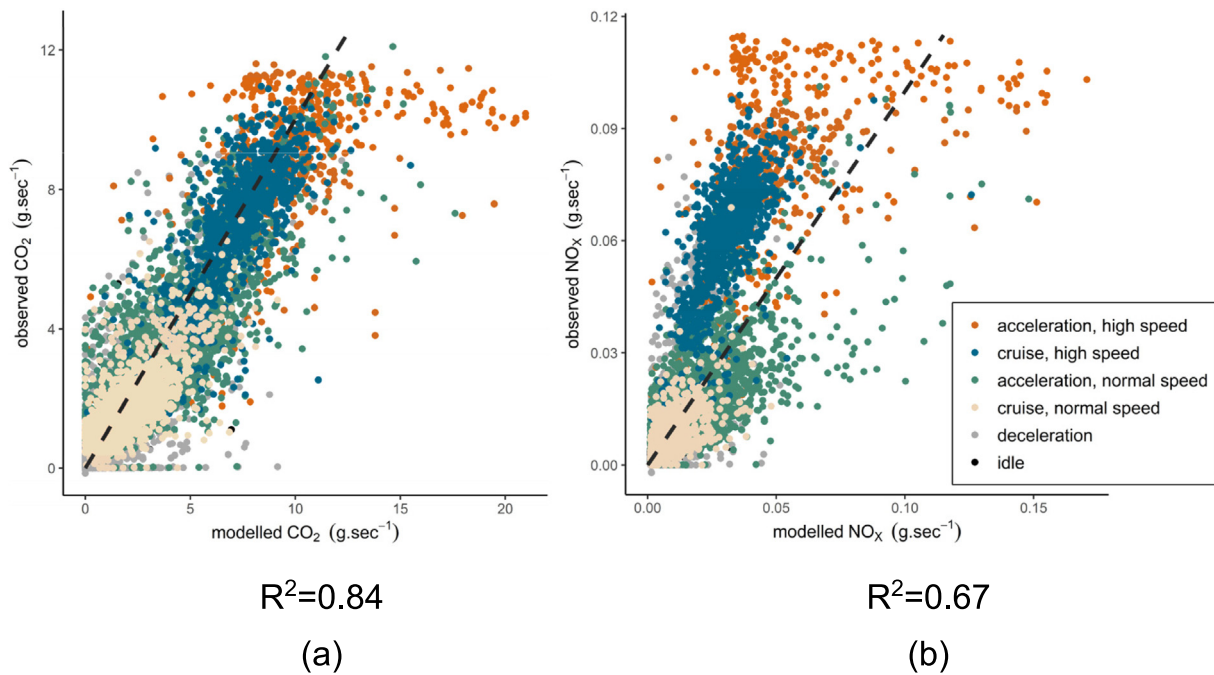 12
8
4
0
observed CO₂ (g.sec⁻¹)
0 5 10 15 20
modelled CO₂ (g.sec⁻¹)
R²=0.84
(a)
0.12
0.09
0.06
0.03
0.00
observed NOₓ (g.sec⁻¹)
0.00 0.05 0.10 0.15
modelled NOₓ (g.sec⁻¹)
acceleration, high speed
cruise, high speed
acceleration, normal speed
cruise, normal speed
deceleration
idle
R²=0.67
(b)